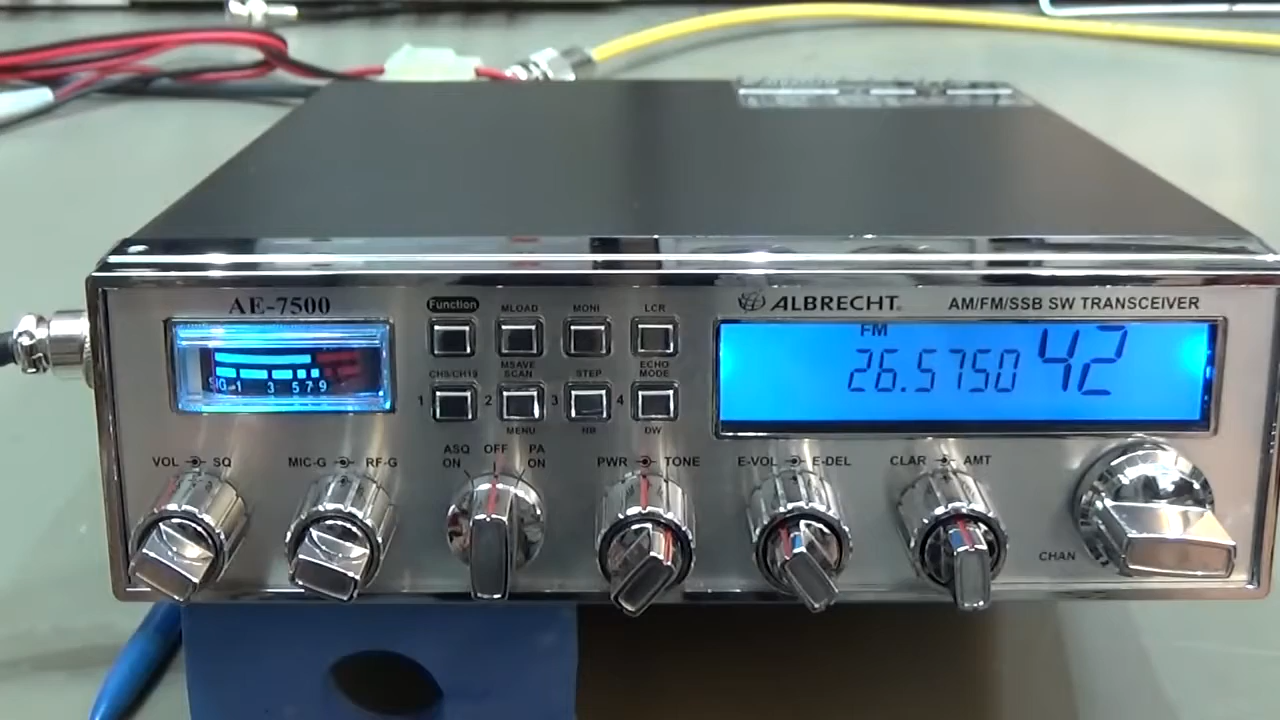 AE-7500
Function
MLOAD
MONI
LCR
ALBRECHT
AM/FM/SSB SW TRANSCEIVER
FM
26.5750
42
SIG 1 3 5 7 9
CH9/CH19
MSAVE
SCAN
STEP
ECHO
MODE
1
2
3
4
MENU
NB
DW
VOL SQ
MIC-G RF-G
ASQ
ON
OFF
PA
ON
PWR TONE
E-VOL E-DEL
CLAR AMT
CHAN